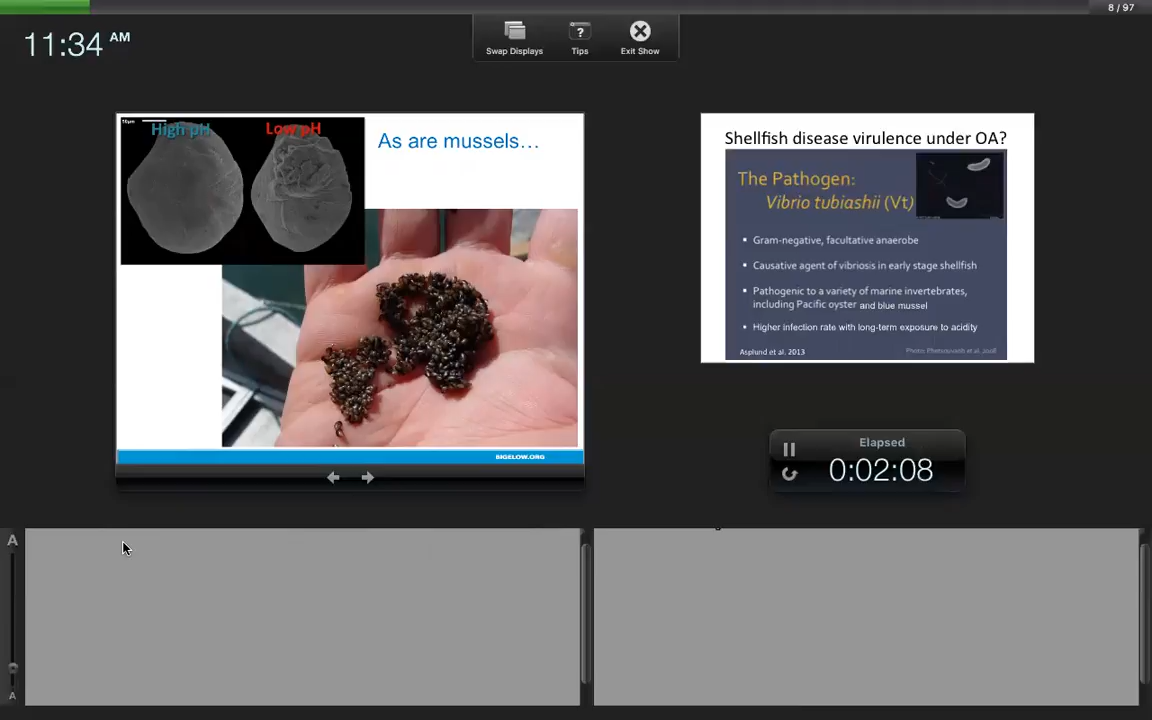 8 / 97
11:34 AM
Swap Displays
Tips
Exit Show
10µm
High pH
Low pH
As are mussels…
BIGELOW.ORG
Shellfish disease virulence under OA?
The Pathogen:
Vibrio tubiashii (Vt)
Gram-negative, facultative anaerobe
Causative agent of vibriosis in early stage shellfish
Pathogenic to a variety of marine invertebrates,
including Pacific oyster and blue mussel
Higher infection rate with long-term exposure to acidity
Asplund et al. 2013
Elapsed
0:02:08
A
A